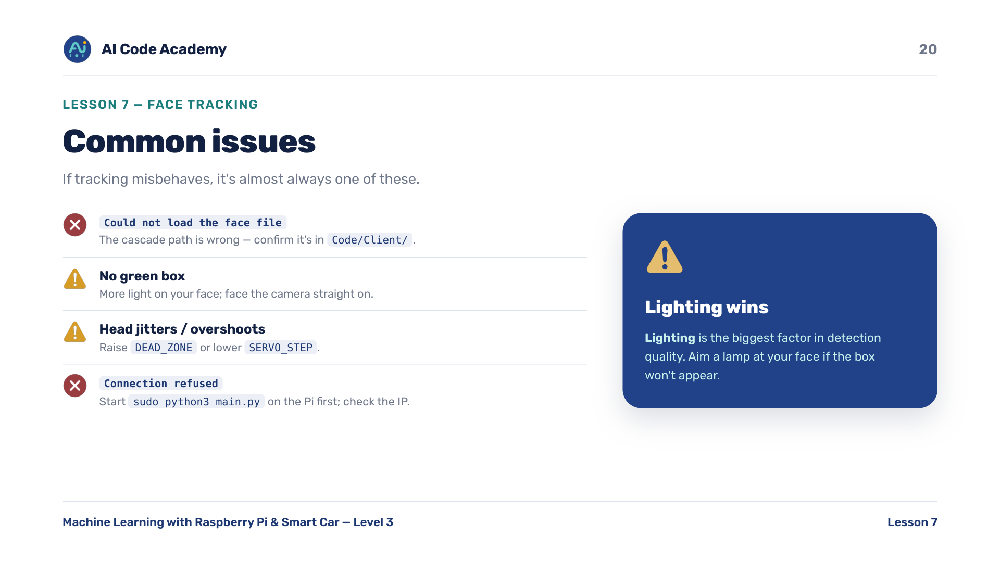 AI Code Academy
20
LESSON 7 — FACE TRACKING
Common issues
If tracking misbehaves, it's almost always one of these.
Could not load the face file
The cascade path is wrong — confirm it's in Code/Client/.
No green box
More light on your face; face the camera straight on.
Head jitters / overshoots
Raise DEAD_ZONE or lower SERVO_STEP.
Connection refused
Start sudo python3 main.py on the Pi first; check the IP.
Lighting wins
Lighting is the biggest factor in detection
quality. Aim a lamp at your face if the box
won't appear.
Machine Learning with Raspberry Pi & Smart Car — Level 3
Lesson 7